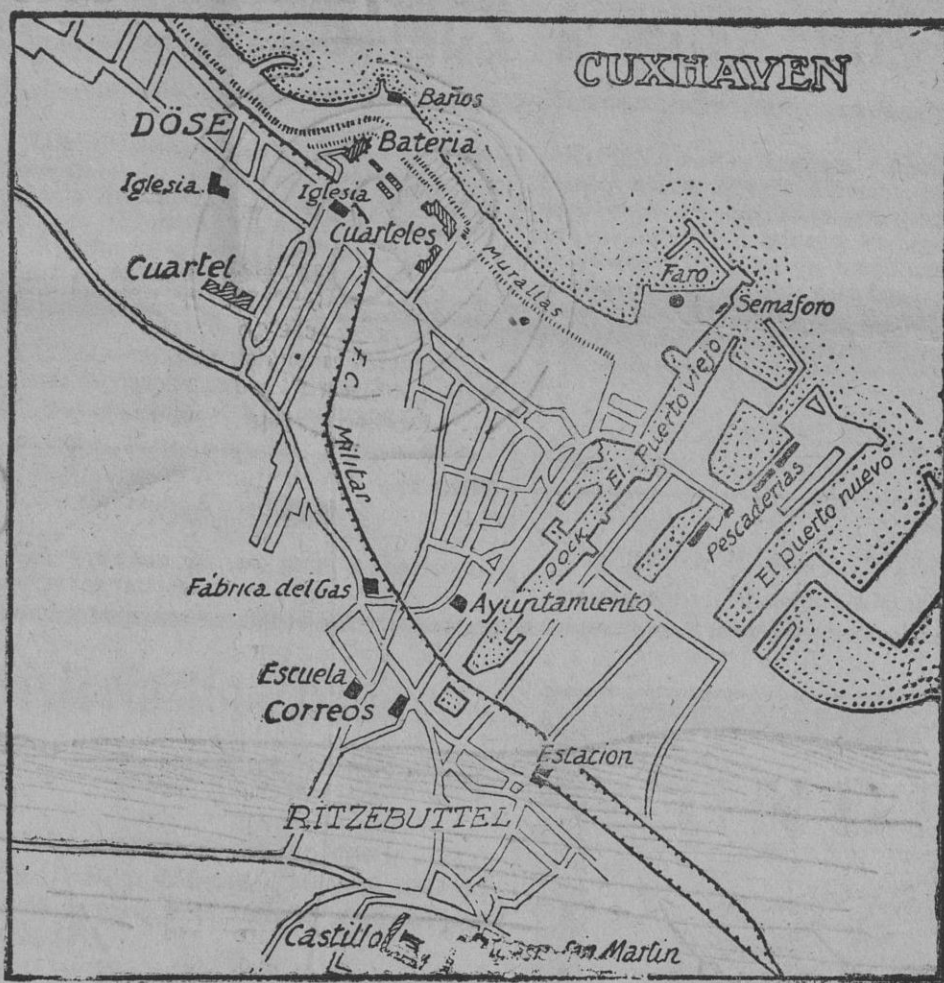 CUXHAVEN
Baños
DÖSE
Bateria
Iglesia
Iglesia
Cuarteles
Cuartel
Murallas
Faro
Semáforo
F.C. Militar
El Puerto viejo
Dock
Pescaderias
El puerto nuevo
Fábrica del Gas
Ayuntamiento
Escuela
Correos
Estacion
RITZEBUTTEL
Castillo
San Martin